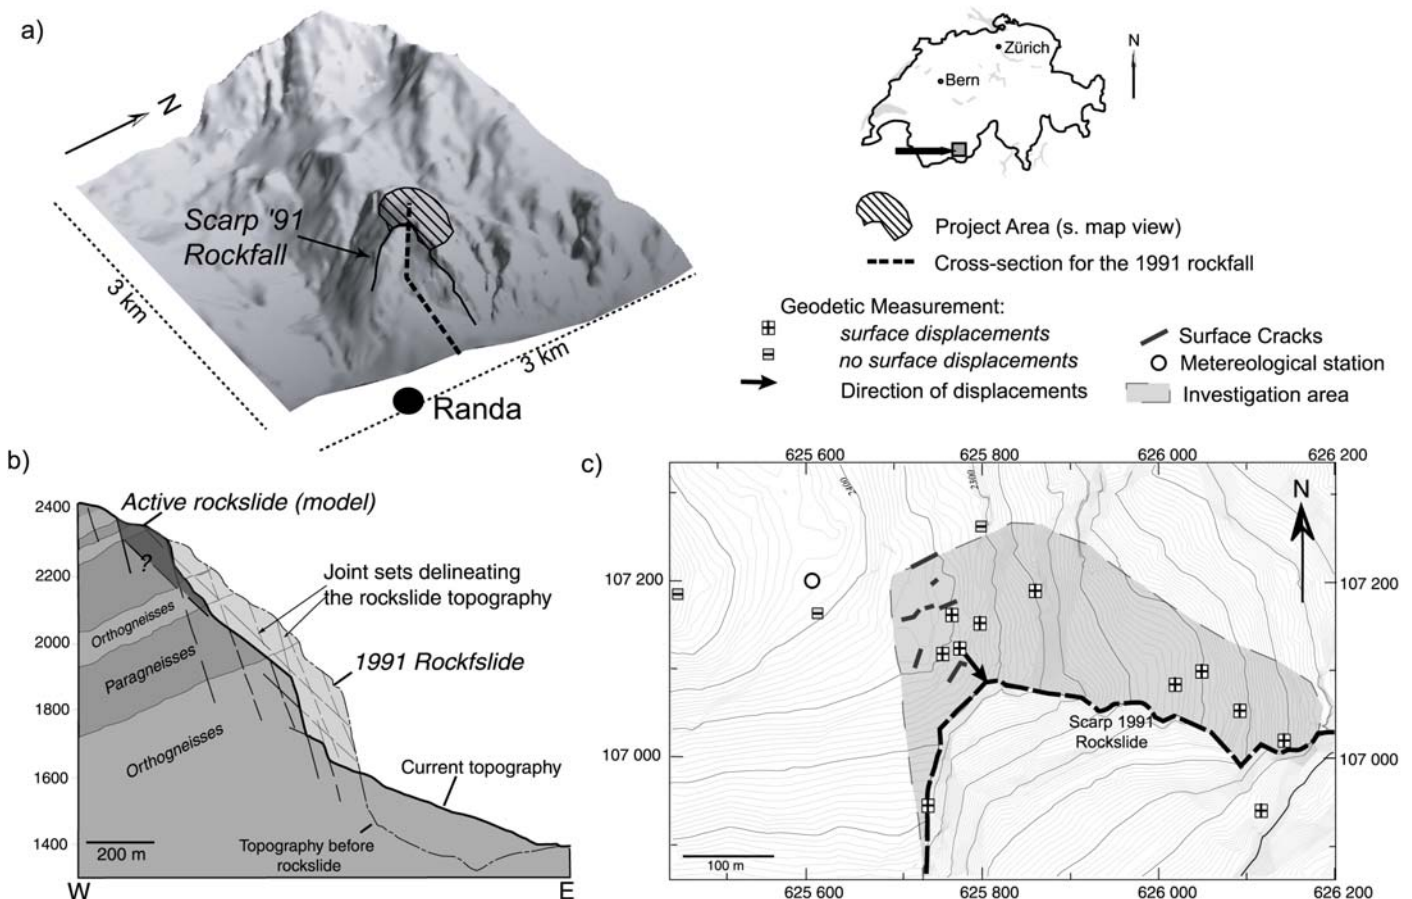 a)
N
Scarp '91
Rockfall
3 km
3 km
Randa
Zürich
Bern
N
Project Area (s. map view)
Cross-section for the 1991 rockfall
Geodetic Measurement:
surface displacements
no surface displacements
Direction of displacements
Surface Cracks
Metereological station
Investigation area
b)
2400
2200
2000
1800
1600
1400
Active rockslide (model)
?
Joint sets delineating
the rockslide topography
Orthogneisses
Paragneisses
1991 Rockfslide
Orthogneisses
Current topography
Topography before
rockslide
200 m
W
E
c)
625 600
625 800
626 000
626 200
2400
2300
N
107 200
107 200
Scarp 1991
Rockslide
107 000
107 000
100 m
625 600
625 800
626 000
626 200